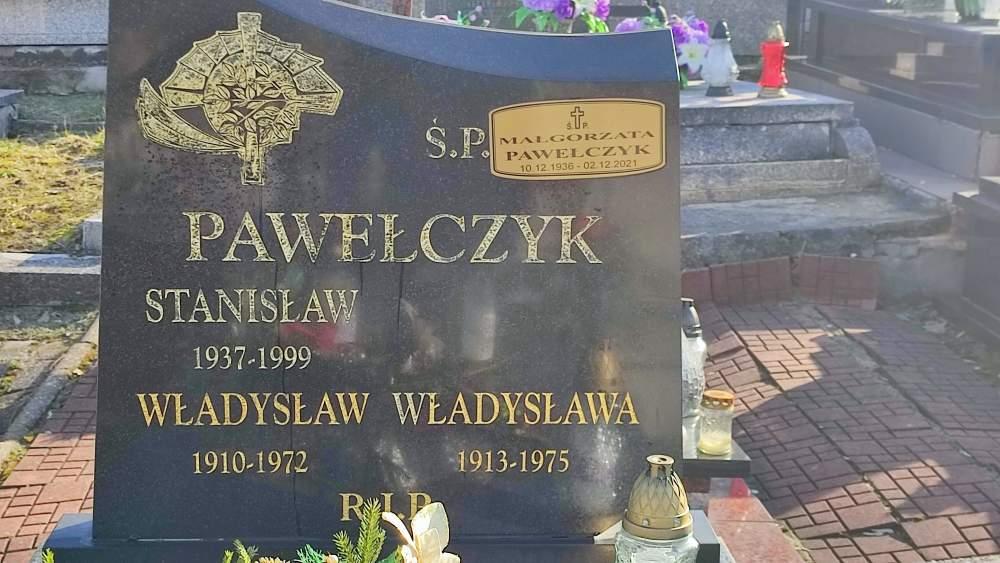 Ś.P.
Ś. P.
MAŁGORZATA
PAWEŁCZYK
10.12.1936 - 02.12.2021
PAWEŁCZYK
STANISŁAW
1937-1999
WŁADYSŁAW WŁADYSŁAWA
1910-1972 1913-1975
R.I.P.